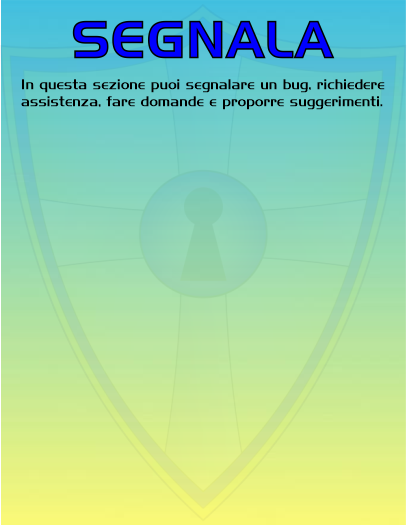 SEGNALA
In questa sezione puoi segnalare un bug, richiedere
assistenza, fare domande e proporre suggerimenti.